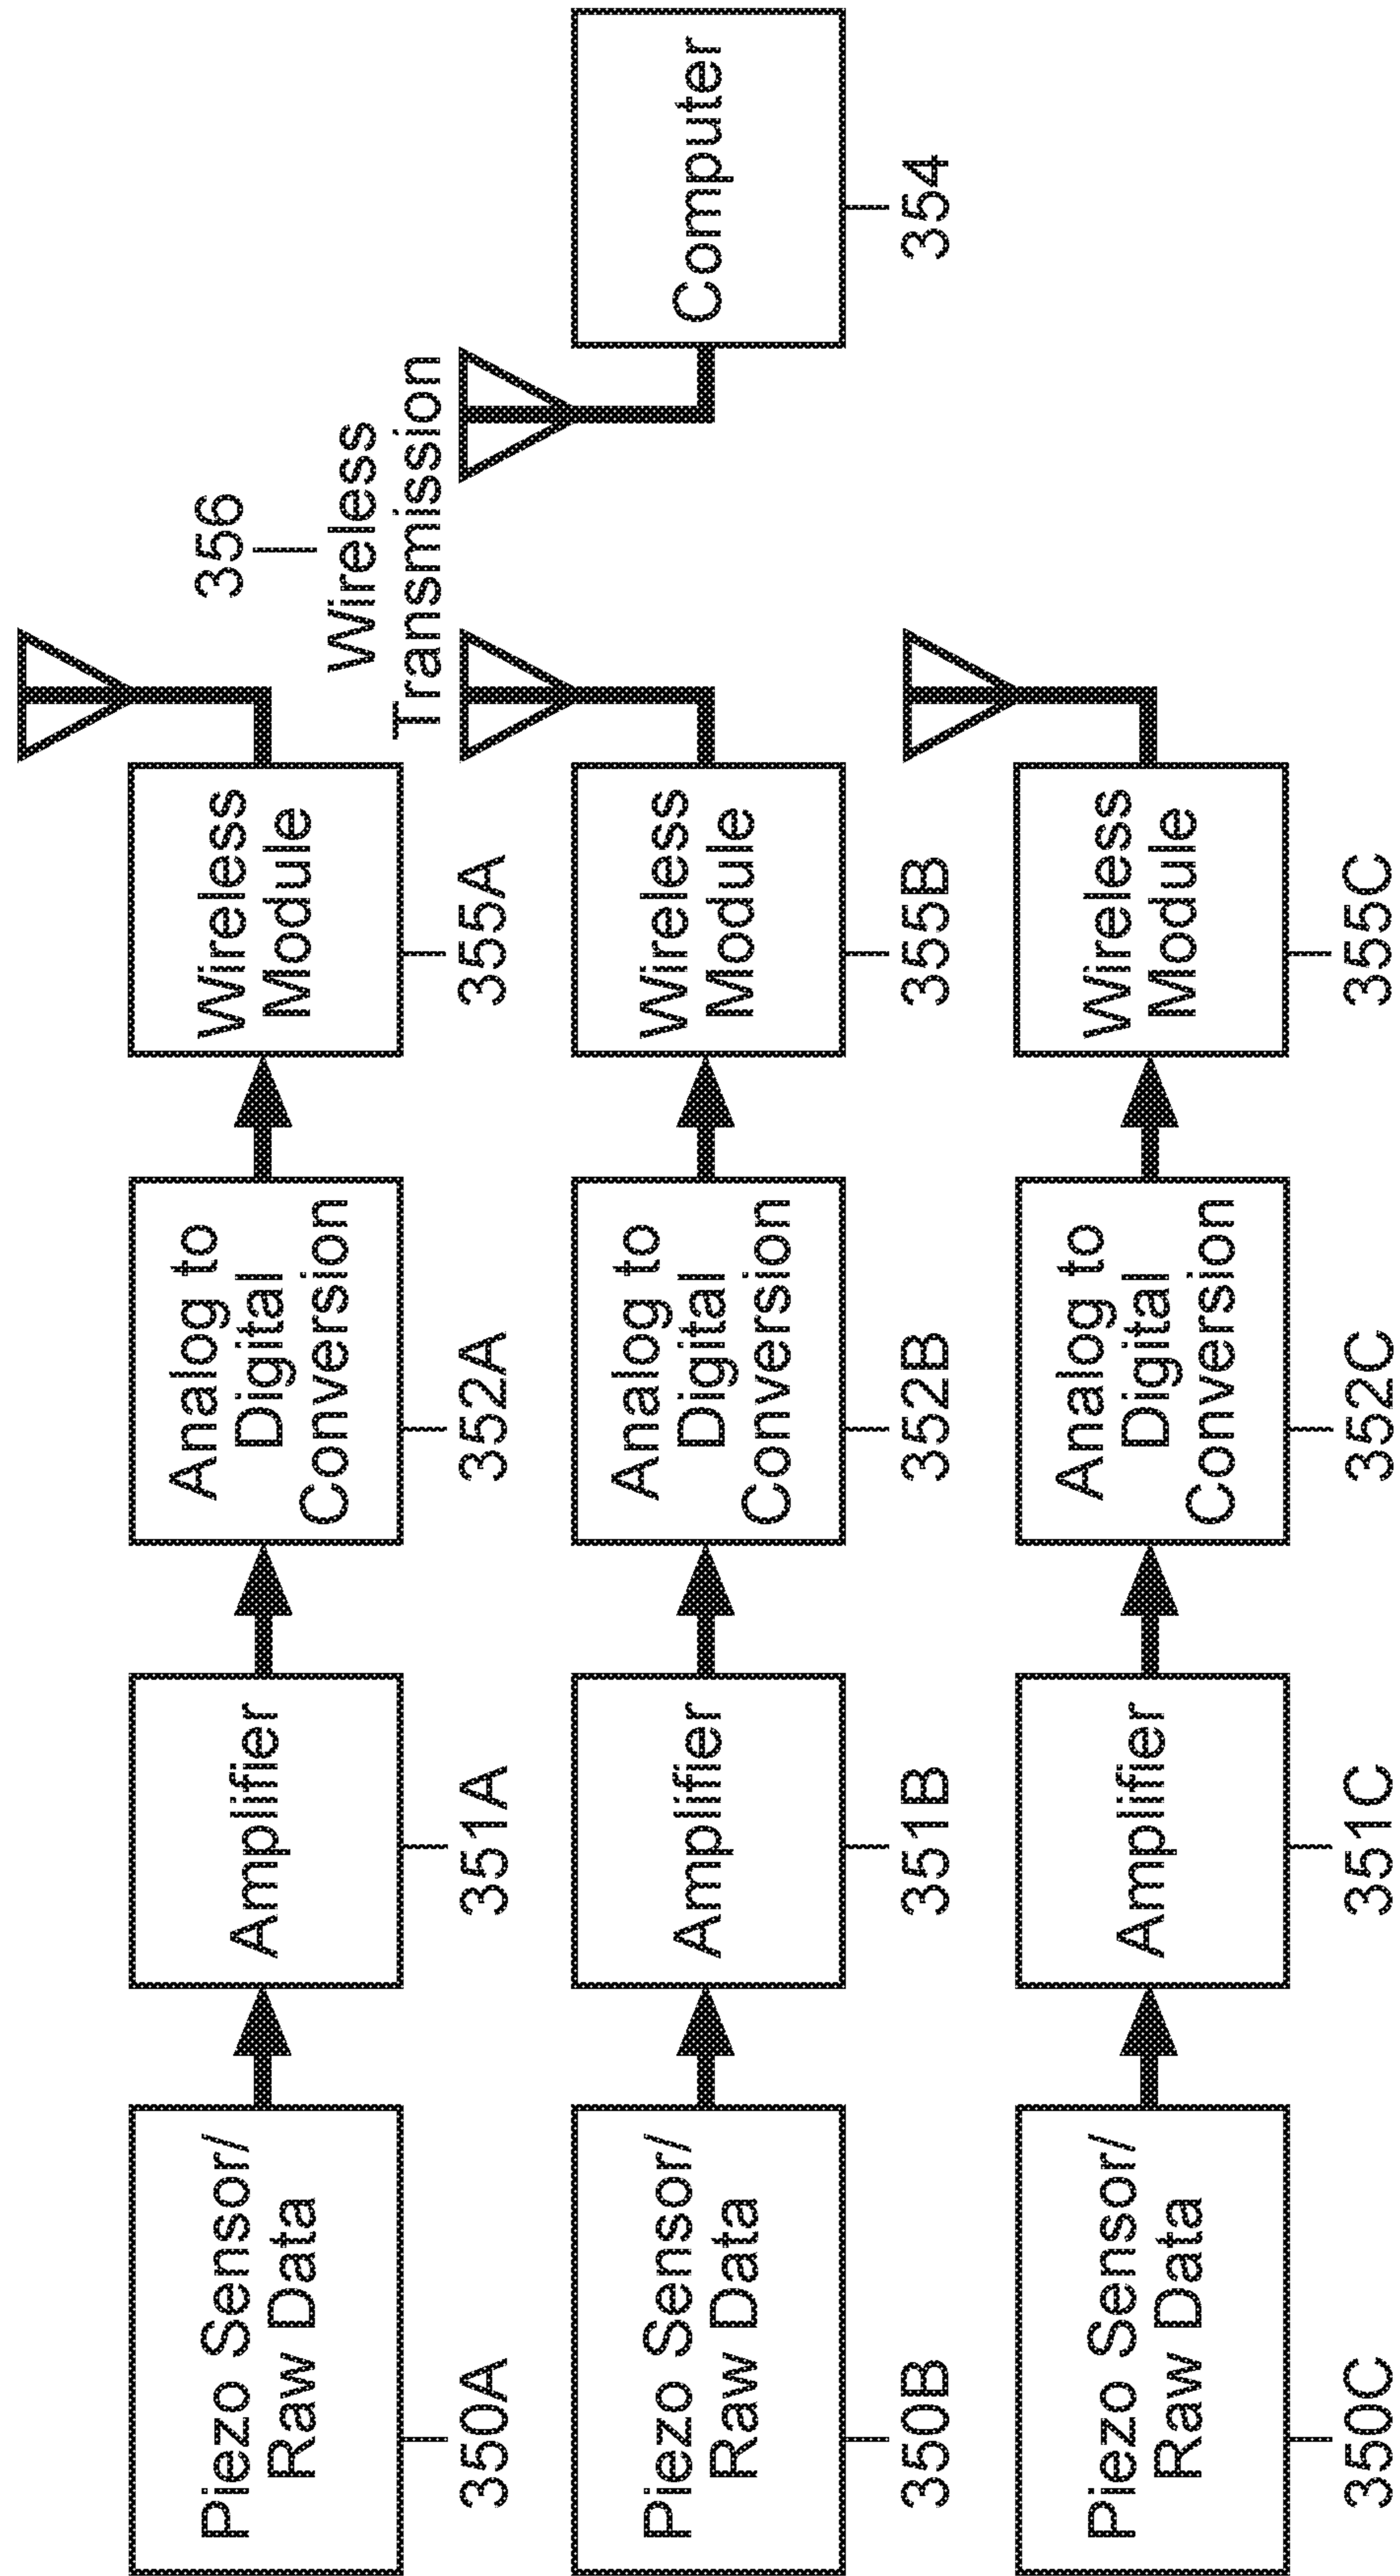 356
Wireless
Transmission
Piezo Sensor/
Raw Data
350A
Amplifier
351A
Analog to
Digital
Conversion
352A
Wireless
Module
355A
Piezo Sensor/
Raw Data
350B
Amplifier
351B
Analog to
Digital
Conversion
352B
Wireless
Module
355B
Computer
354
Piezo Sensor/
Raw Data
350C
Amplifier
351C
Analog to
Digital
Conversion
352C
Wireless
Module
355C